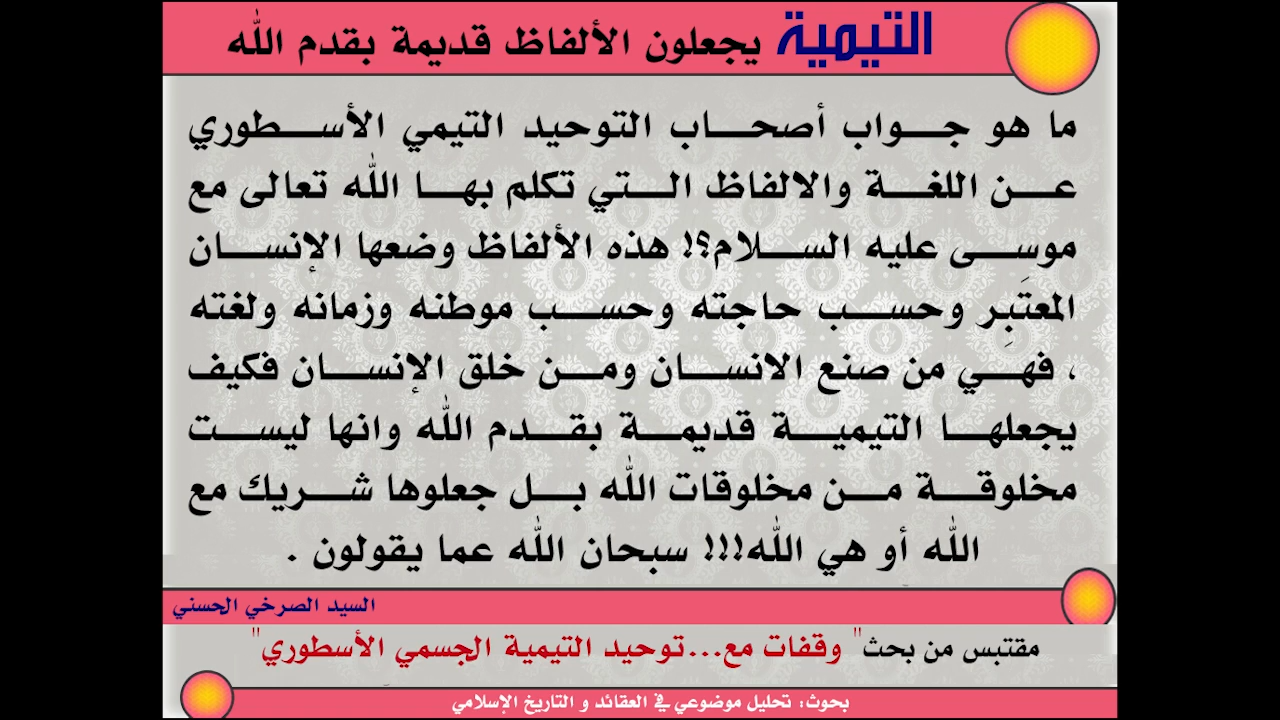 التيمية يجعلون الألفاظ قديمة بقدم الله
ما هو جواب أصحاب التوحيد التيمي الأسطوري
عن اللغة والالفاظ التي تكلم بها الله تعالى مع
موسى عليه السلام؟! هذه الألفاظ وضعها الإنسان
المعتَبِر وحسب حاجته وحسب موطنه وزمانه ولغته
، فهي من صنع الانسان ومن خلق الإنسان فكيف
يجعلها التيمية قديمة بقدم الله وانها ليست
مخلوقة من مخلوقات الله بل جعلوها شريك مع
الله أو هي الله!!! سبحان الله عما يقولون .
السيد الصرخي الحسني
مقتبس من بحث" وقفات مع...توحيد التيمية الجسمي الأسطوري"
بحوث: تحليل موضوعي في العقائد و التاريخ الإسلامي